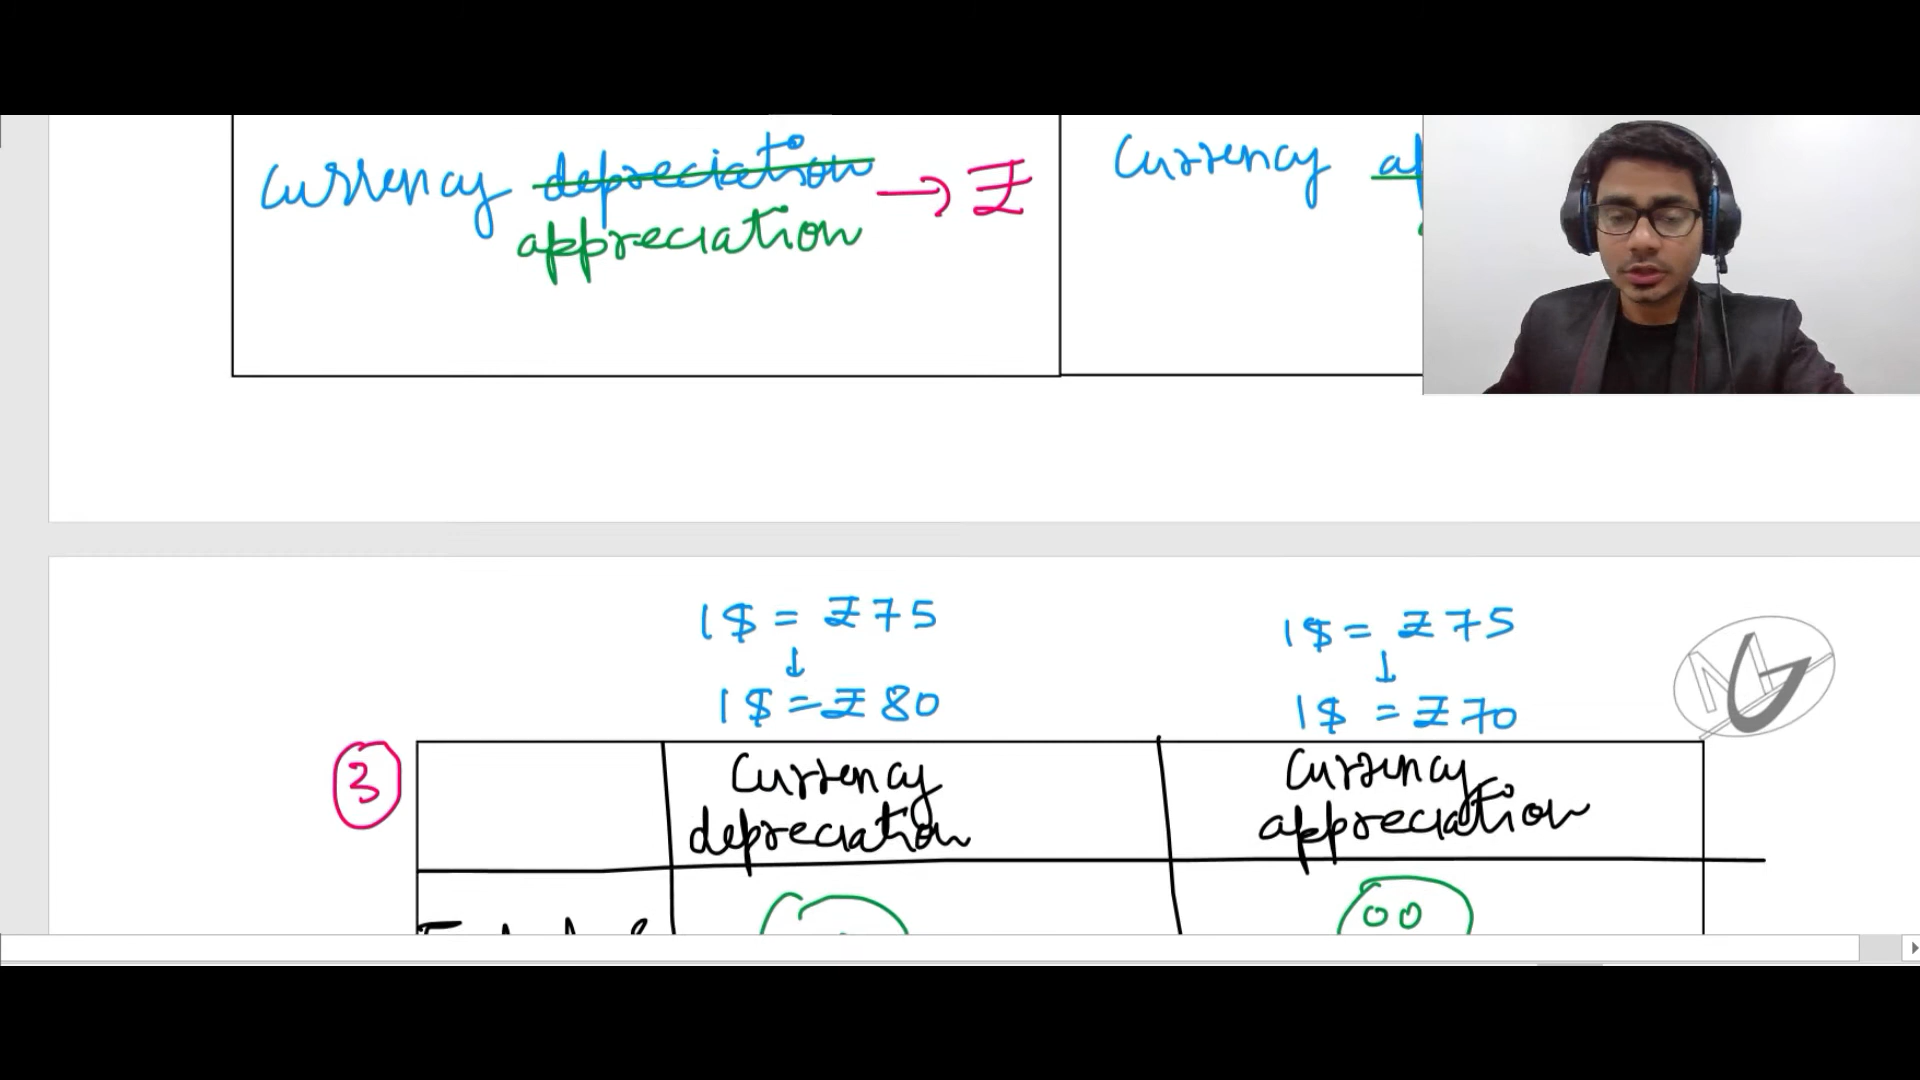 Currency depreciation → ₹
appreciation
Currency
1$ = ₹75
↓
1$ = ₹80
1$ = ₹75
↓
1$ = ₹70
3
Currency
depreciation
Currency
appreciation